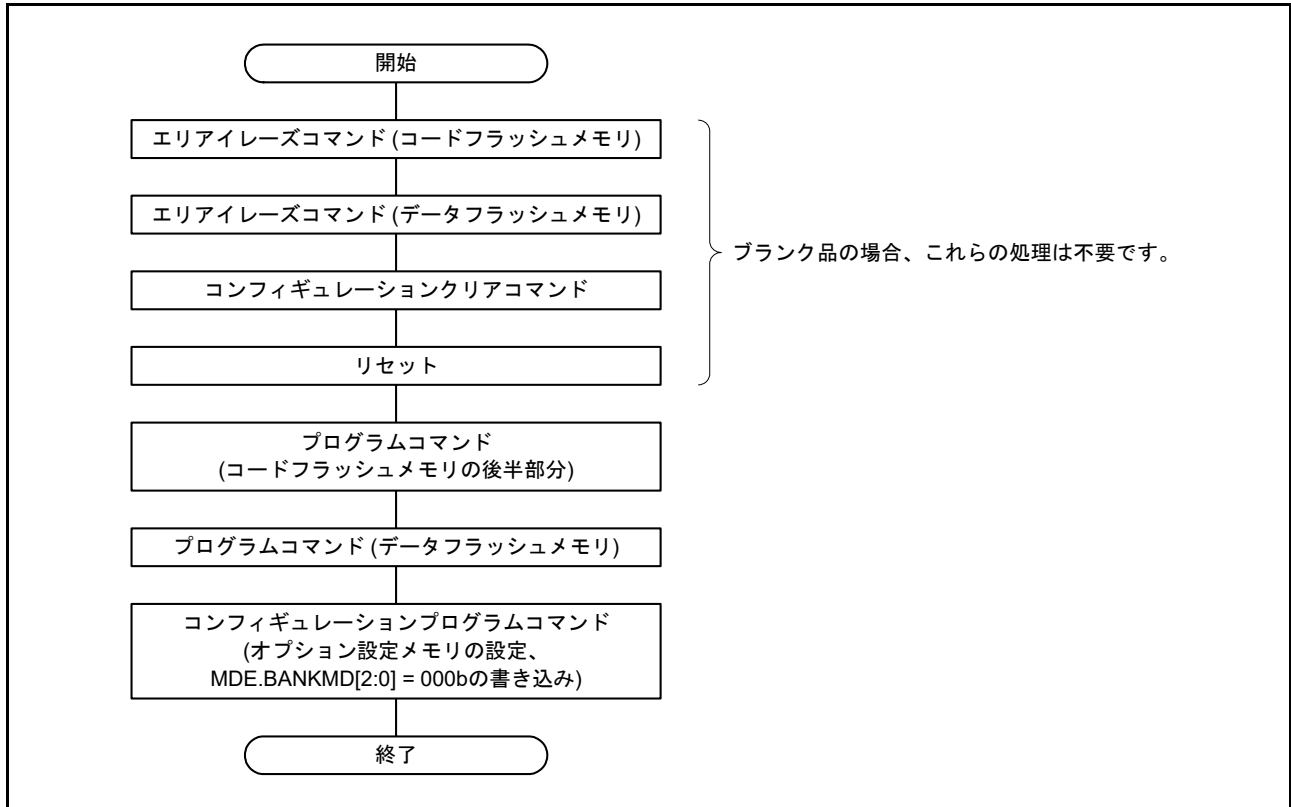 開始
エリアイレーズコマンド (コードフラッシュメモリ)
エリアイレーズコマンド (データフラッシュメモリ)
コンフィギュレーションクリアコマンド
リセット
ブランク品の場合、これらの処理は不要です。
プログラムコマンド
(コードフラッシュメモリの後半部分)
プログラムコマンド (データフラッシュメモリ)
コンフィギュレーションプログラムコマンド
(オプション設定メモリの設定、
MDE.BANKMD[2:0] = 000bの書き込み)
終了